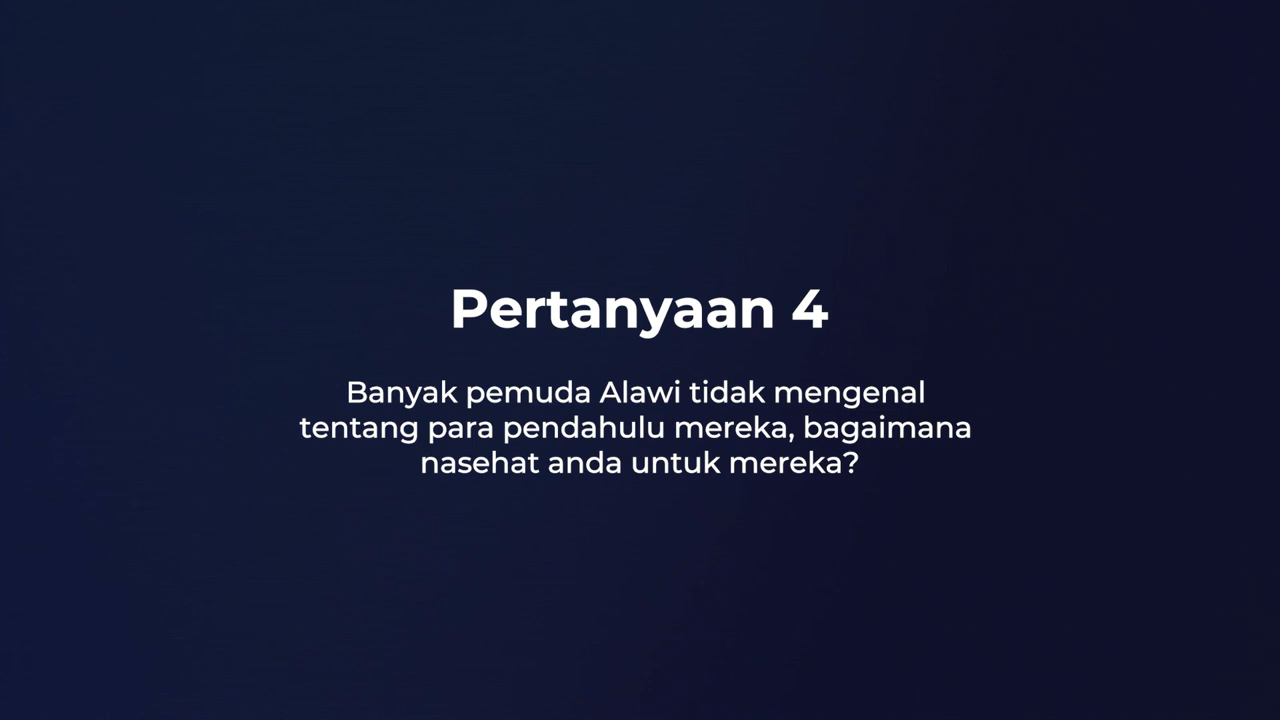 Pertanyaan 4
Banyak pemuda Alawi tidak mengenal
tentang para pendahulu mereka, bagaimana
nasehat anda untuk mereka?